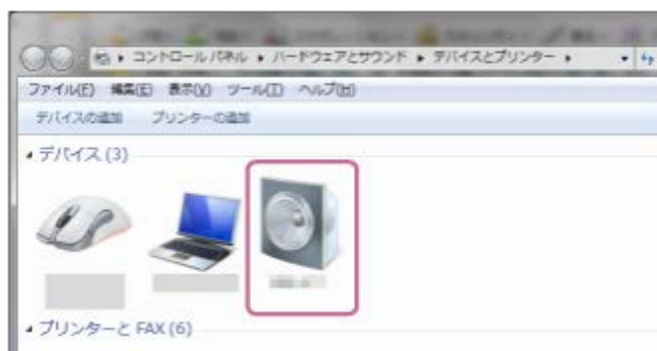 コントロール パネル ▸ ハードウェアとサウンド ▸ デバイスとプリンター ▸
ファイル(F) 編集(E) 表示(V) ツール(T) ヘルプ(H)
デバイスの追加 プリンターの追加
デバイス (3)
プリンターと FAX (6)